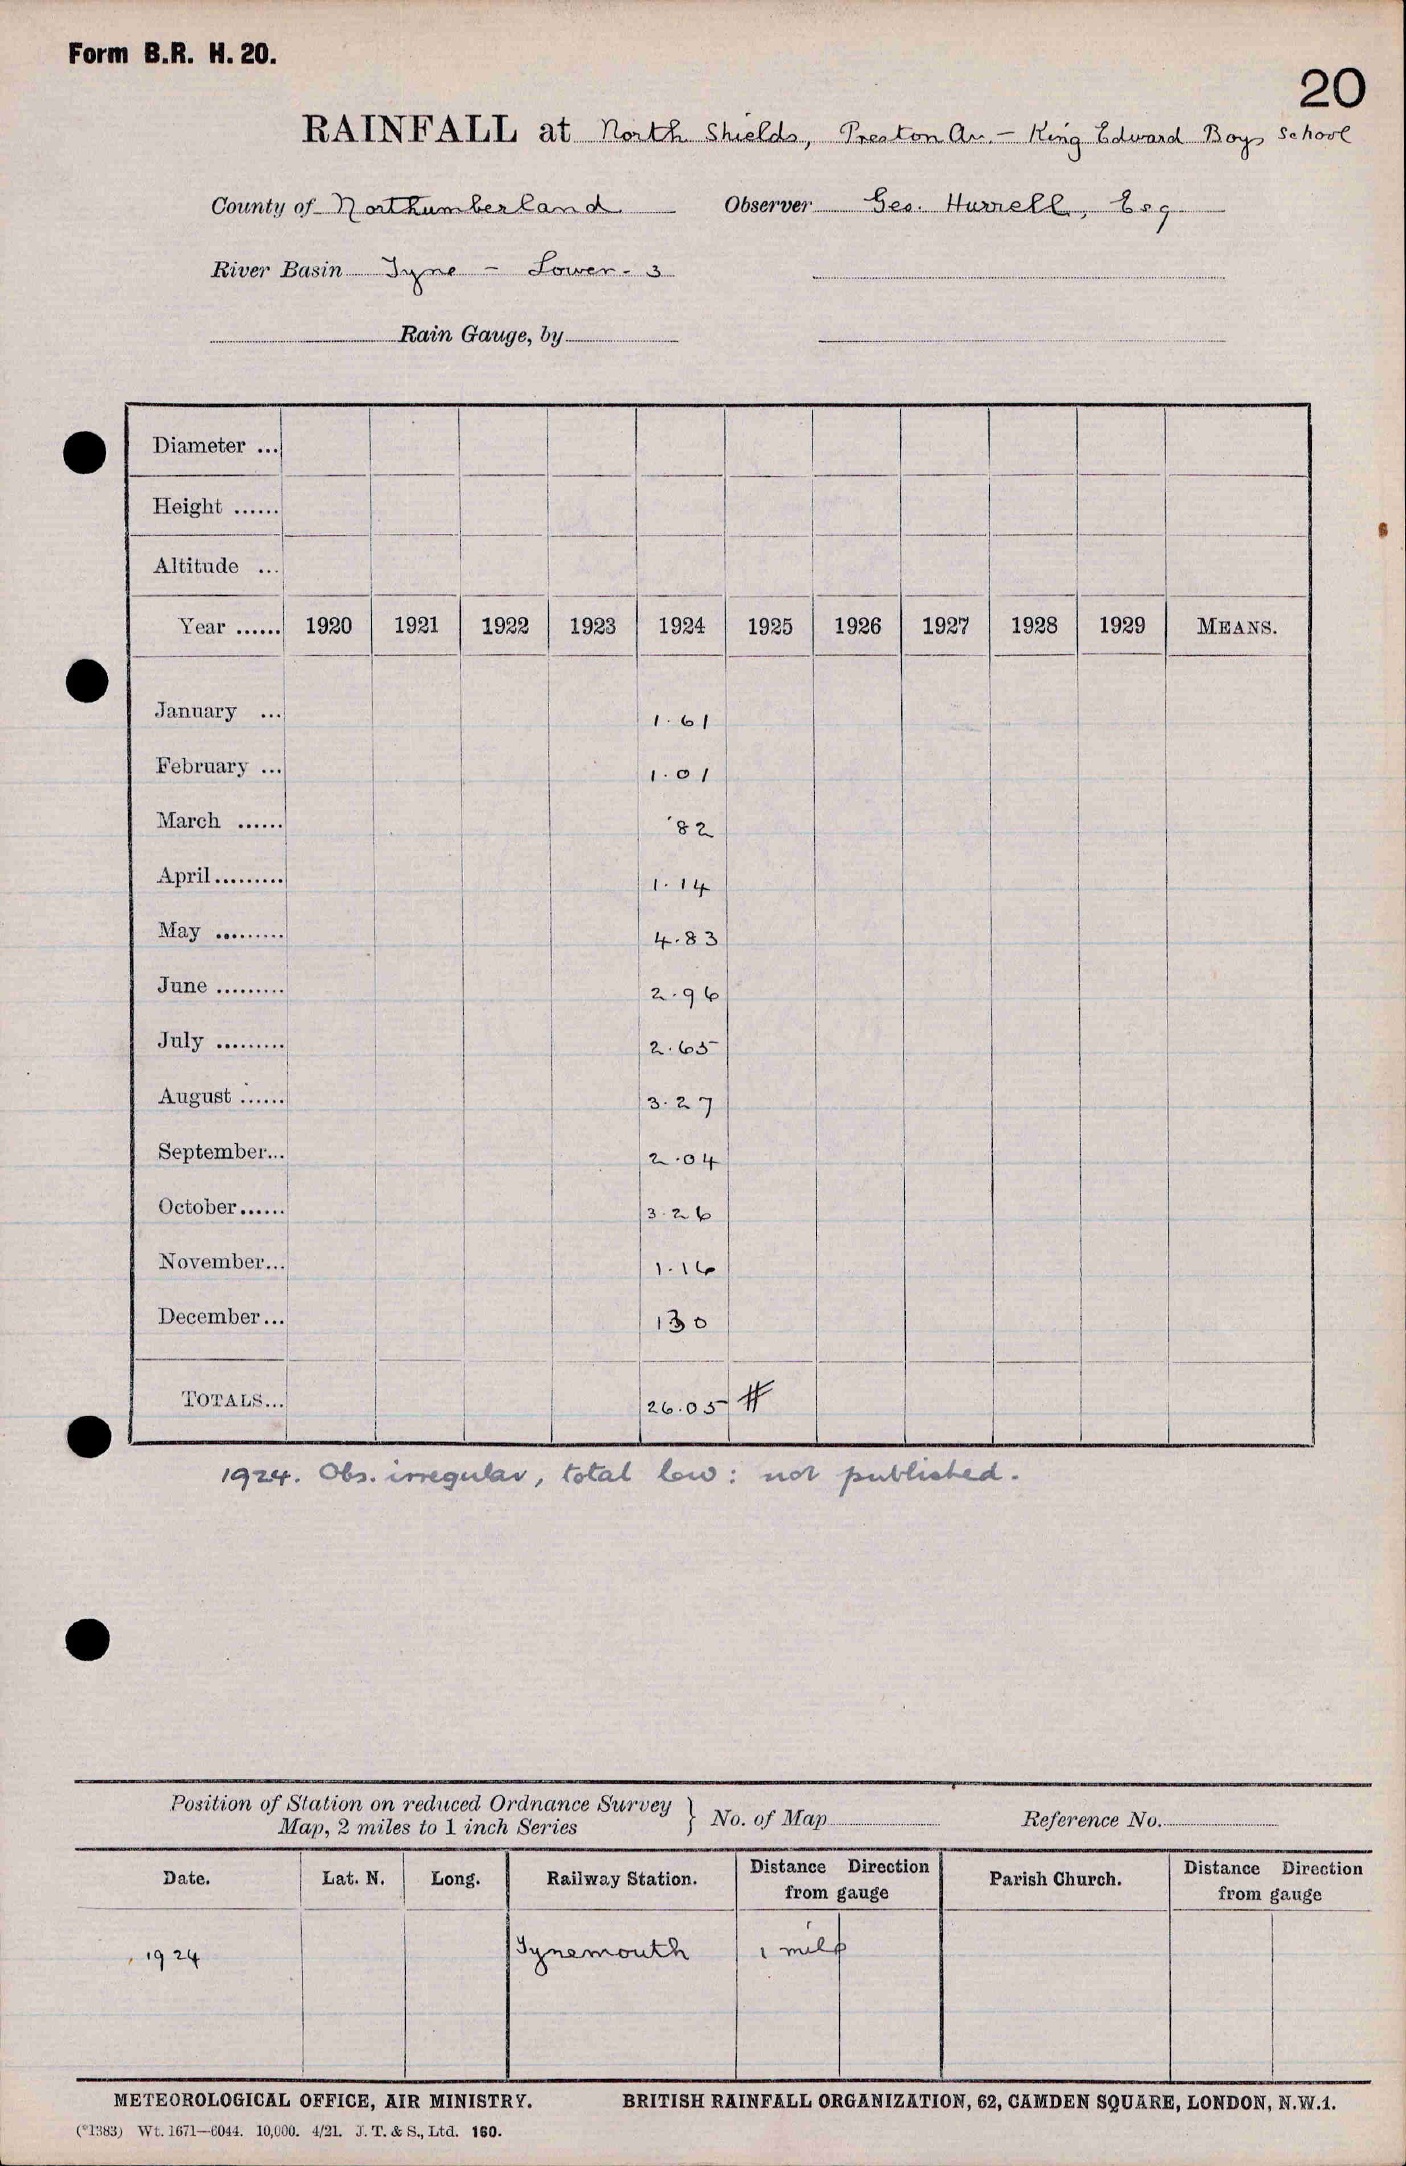 Form B.R. H. 20.
20
RAINFALL at North Shields, Preston Av. - King Edward Boys School
County of Northumberland Observer Geo. Hurrell, Esq
River Basin Tyne - Lower - 3
Rain Gauge, by
Diameter ...
Height ......
Altitude ...
Year ...... 1920 1921 1922 1923 1924 1925 1926 1927 1928 1929 MEANS.
January ... 1.61
February ... 1.01
March ...... .82
April ......... 1.14
May ......... 4.83
June ......... 2.96
July ......... 2.65
August ...... 3.27
September... 2.04
October ...... 3.26
November... 1.16
December... 130
TOTALS... 26.05 #
1924. Obs. irregular, total low: not published.
Position of Station on reduced Ordnance Survey
Map, 2 miles to 1 inch Series } No. of Map Reference No.
Date. Lat. N. Long. Railway Station. Distance Direction from gauge Parish Church. Distance Direction from gauge
1924 Tynemouth 1 mile
METEOROLOGICAL OFFICE, AIR MINISTRY. BRITISH RAINFALL ORGANIZATION, 62, CAMDEN SQUARE, LONDON, N.W.1.
(*1383) Wt. 1671—6044. 10,000. 4/21. J. T. & S., Ltd. 160.